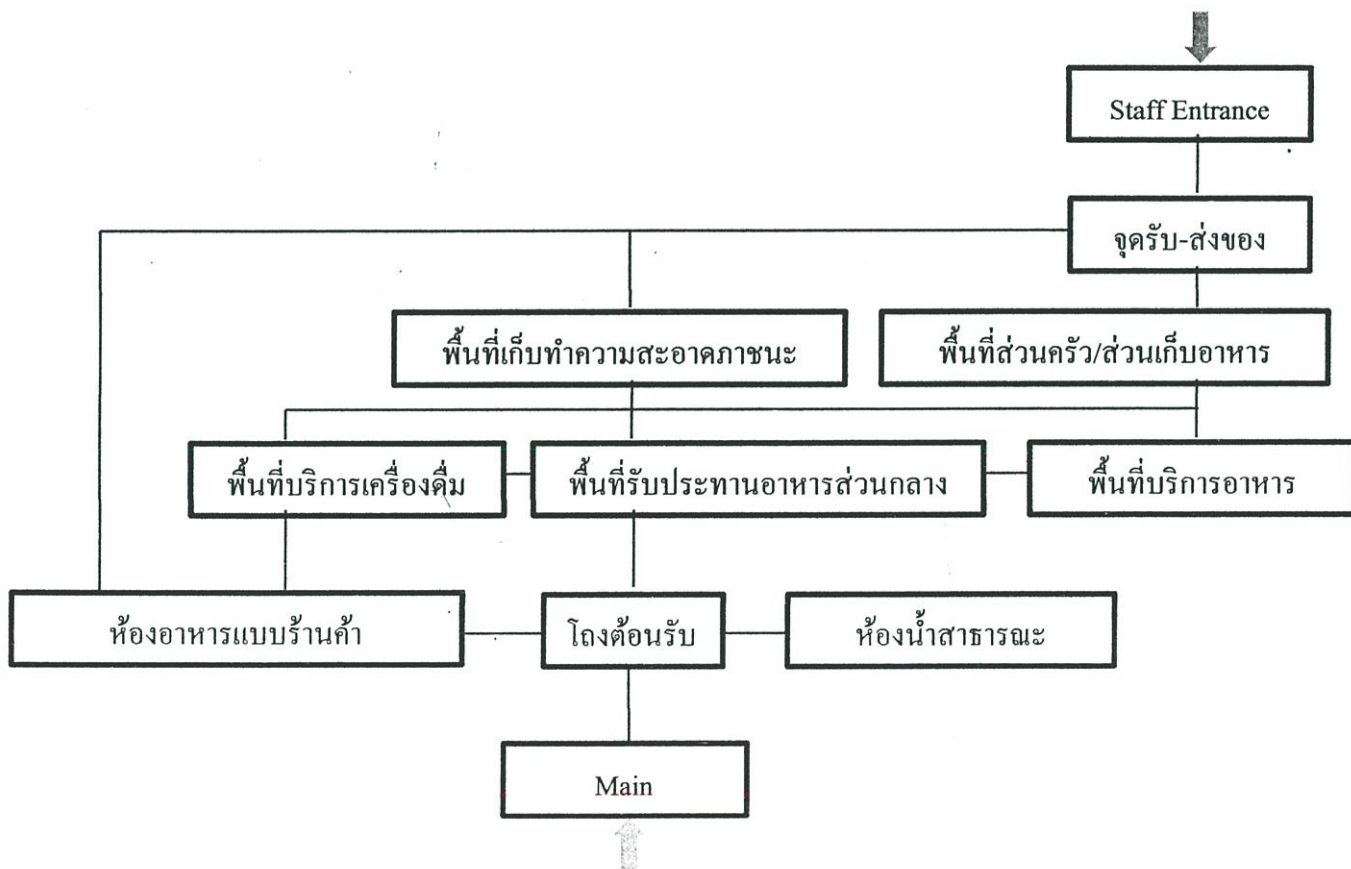 Staff Entrance
จุดรับ-ส่งของ
พื้นที่เก็บทำความสะอาดภาชนะ
พื้นที่ส่วนครัว/ส่วนเก็บอาหาร
พื้นที่บริการเครื่องดื่ม
พื้นที่รับประทานอาหารส่วนกลาง
พื้นที่บริการอาหาร
ห้องอาหารแบบร้านค้า
โถงต้อนรับ
ห้องน้ำสาธารณะ
Main